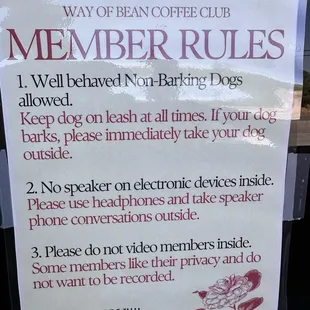 WAY OF BEAN COFFEE CLUB
MEMBER RULES
1. Well behaved Non-Barking Dogs
allowed.
Keep dog on leash at all times. If your dog
barks, please immediately take your dog
outside.
2. No speaker on electronic devices inside.
Please use headphones and take speaker
phone conversations outside.
3. Please do not video members inside.
Some members like their privacy and do
not want to be recorded.